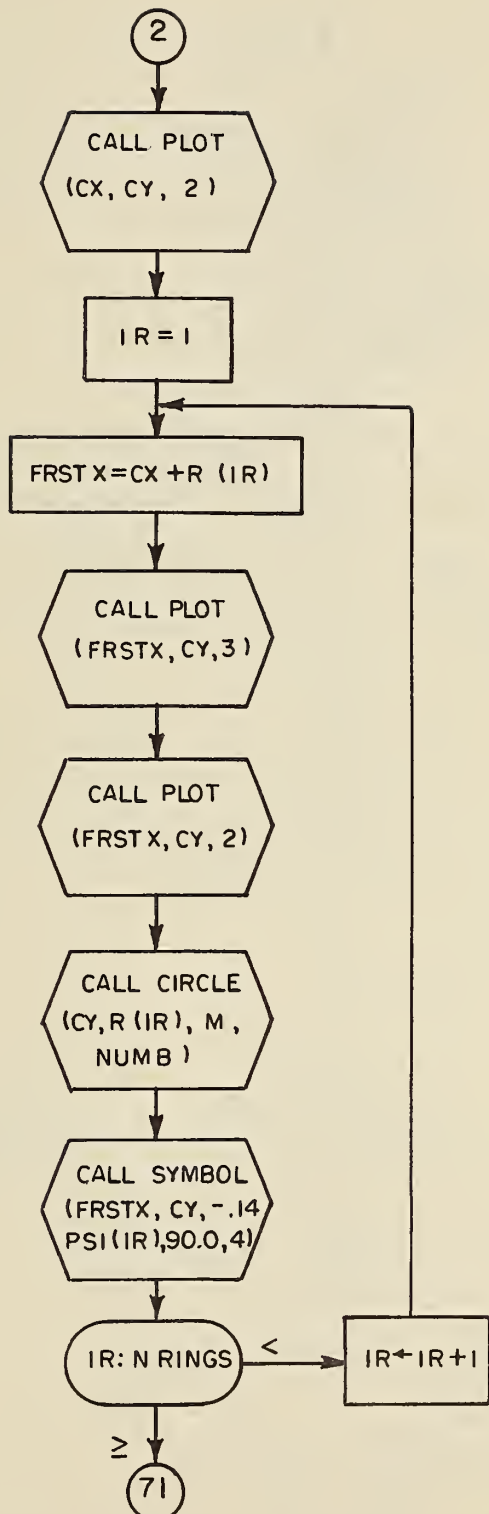 2
CALL PLOT
(CX, CY, 2)
IR = 1
FRSTX = CX + R (IR)
CALL PLOT
(FRSTX, CY, 3)
CALL PLOT
(FRSTX, CY, 2)
CALL CIRCLE
(CY, R (IR), M,
NUMB)
CALL SYMBOL
(FRSTX, CY, -.14
PSI(IR), 90.0, 4)
IR: N RINGS
<
IR ← IR + 1
≥
71